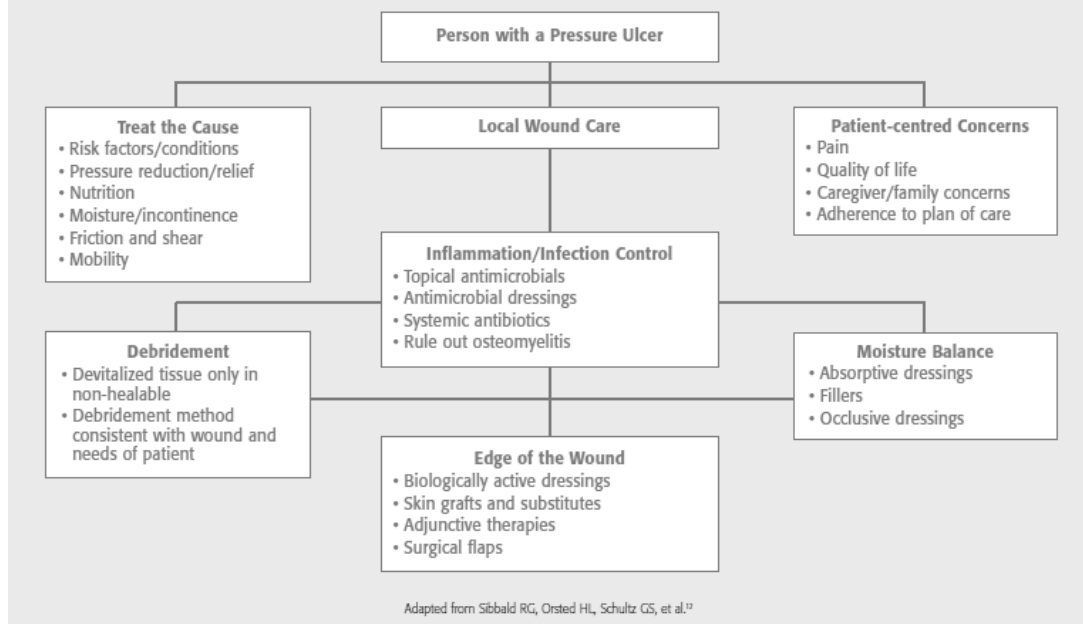 Person with a Pressure Ulcer
Treat the Cause
• Risk factors/conditions
• Pressure reduction/relief
• Nutrition
• Moisture/incontinence
• Friction and shear
• Mobility
Local Wound Care
Patient-centred Concerns
• Pain
• Quality of life
• Caregiver/family concerns
• Adherence to plan of care
Inflammation/Infection Control
• Topical antimicrobials
• Antimicrobial dressings
• Systemic antibiotics
• Rule out osteomyelitis
Debridement
• Devitalized tissue only in
non-healable
• Debridement method
consistent with wound and
needs of patient
Moisture Balance
• Absorptive dressings
• Fillers
• Occlusive dressings
Edge of the Wound
• Biologically active dressings
• Skin grafts and substitutes
• Adjunctive therapies
• Surgical flaps
Adapted from Sibbald RG, Orsted HL, Schultz GS, et al.